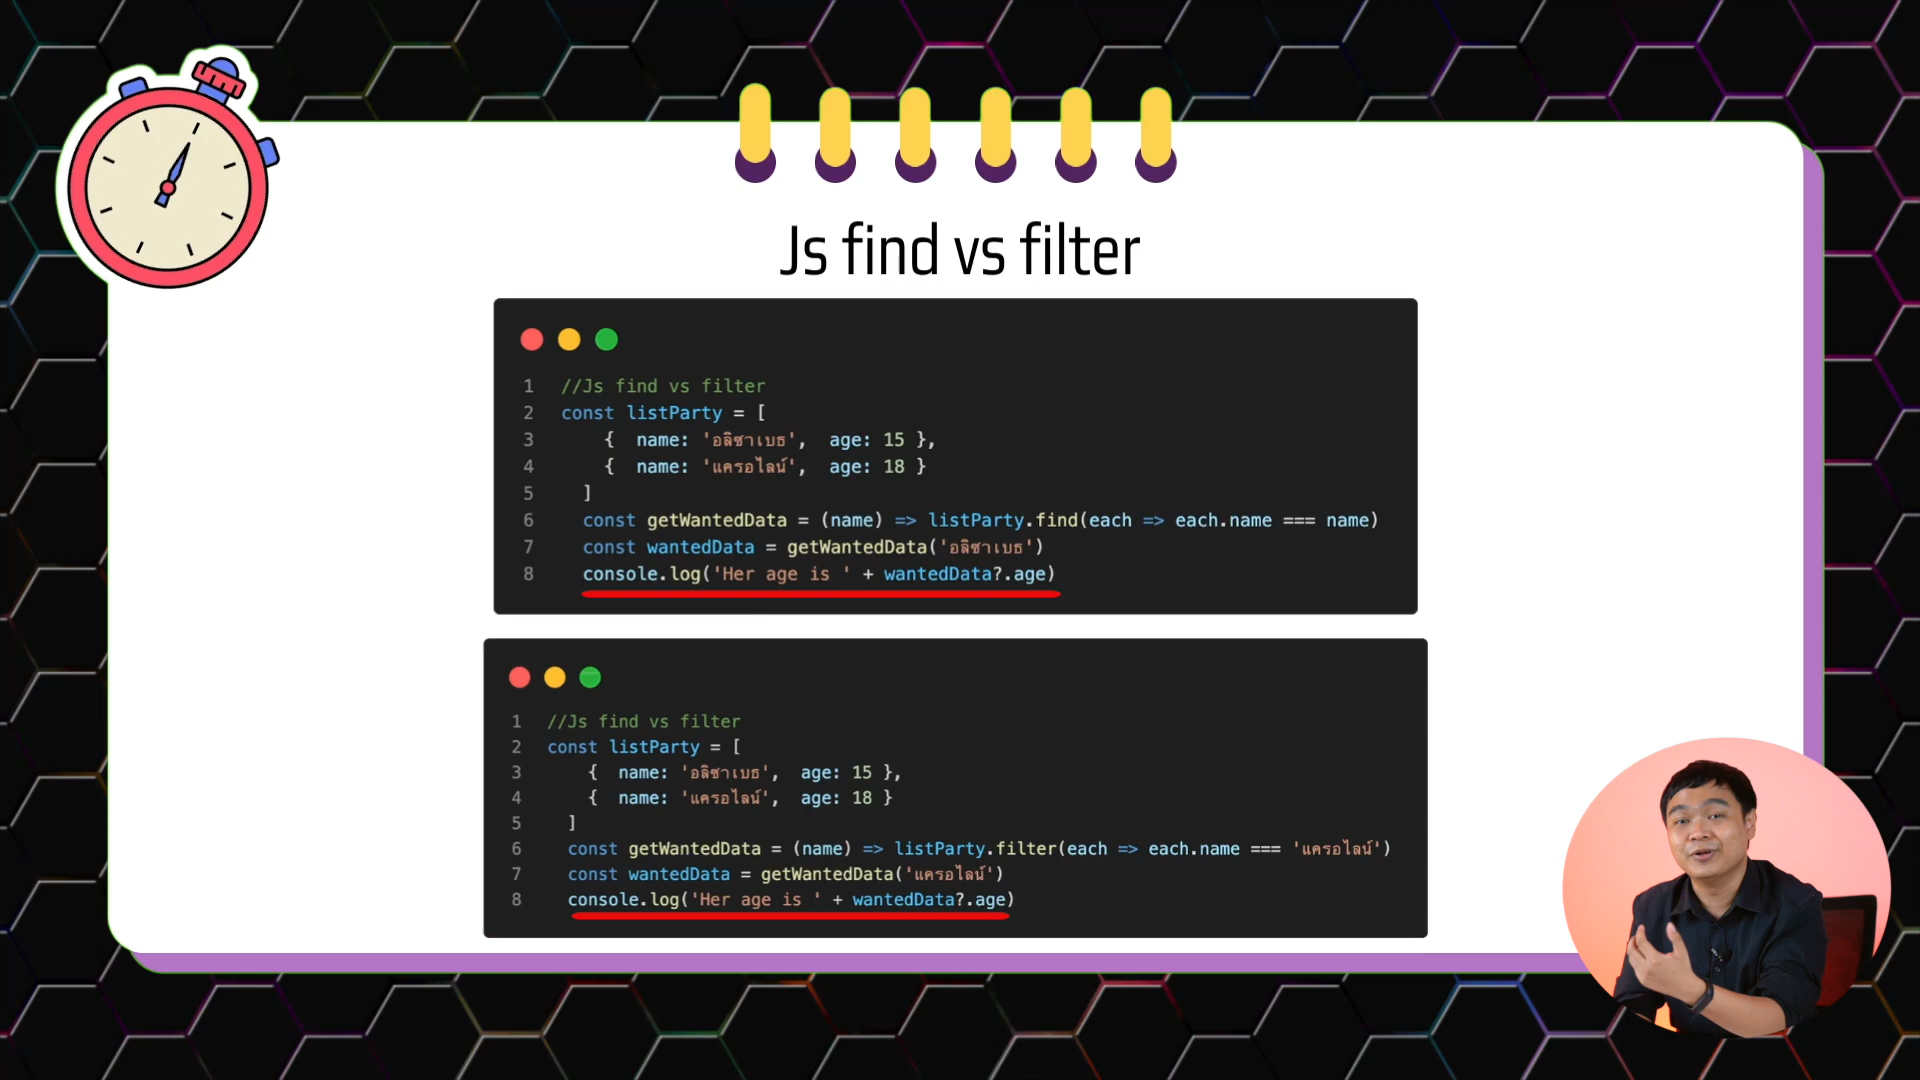 Js find vs filter
1 //Js find vs filter
2 const listParty = [
3 { name: 'อลิซาเบธ', age: 15 },
4 { name: 'แครอไลน์', age: 18 }
5 ]
6 const getWantedData = (name) => listParty.find(each => each.name === name)
7 const wantedData = getWantedData('อลิซาเบธ')
8 console.log('Her age is ' + wantedData?.age)
1 //Js find vs filter
2 const listParty = [
3 { name: 'อลิซาเบธ', age: 15 },
4 { name: 'แครอไลน์', age: 18 }
5 ]
6 const getWantedData = (name) => listParty.filter(each => each.name === 'แครอไลน์')
7 const wantedData = getWantedData('แครอไลน์')
8 console.log('Her age is ' + wantedData?.age)